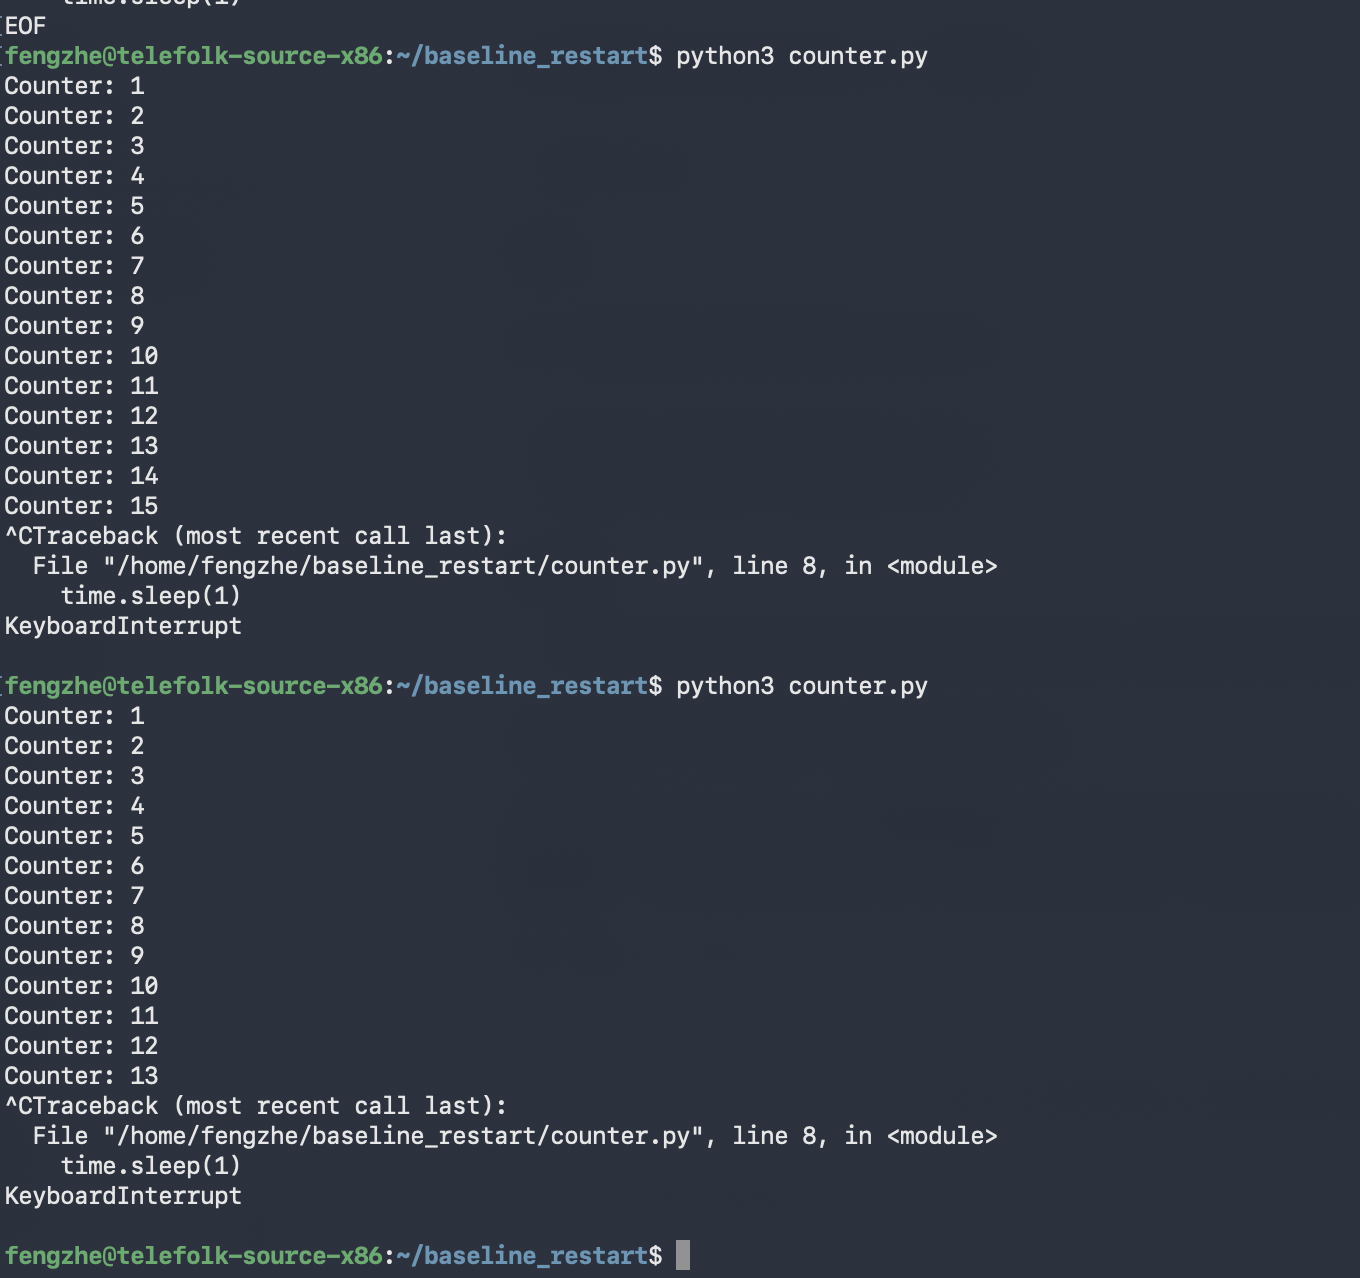 time.sleep(1)
EOF
fengzhe@telefolk-source-x86:~/baseline_restart$ python3 counter.py
Counter: 1
Counter: 2
Counter: 3
Counter: 4
Counter: 5
Counter: 6
Counter: 7
Counter: 8
Counter: 9
Counter: 10
Counter: 11
Counter: 12
Counter: 13
Counter: 14
Counter: 15
^CTraceback (most recent call last):
  File "/home/fengzhe/baseline_restart/counter.py", line 8, in <module>
    time.sleep(1)
KeyboardInterrupt

fengzhe@telefolk-source-x86:~/baseline_restart$ python3 counter.py
Counter: 1
Counter: 2
Counter: 3
Counter: 4
Counter: 5
Counter: 6
Counter: 7
Counter: 8
Counter: 9
Counter: 10
Counter: 11
Counter: 12
Counter: 13
^CTraceback (most recent call last):
  File "/home/fengzhe/baseline_restart/counter.py", line 8, in <module>
    time.sleep(1)
KeyboardInterrupt

fengzhe@telefolk-source-x86:~/baseline_restart$